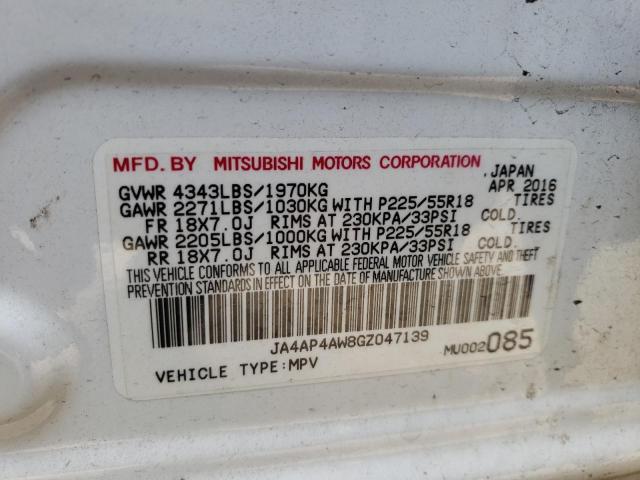 MFD. BY MITSUBISHI MOTORS CORPORATION JAPAN
GVWR 4343LBS/1970KG APR 2016
GAWR 2271LBS/1030KG WITH P225/55R18 TIRES
FR 18X7.0J RIMS AT 230KPA/33PSI COLD.
GAWR 2205LBS/1000KG WITH P225/55R18 TIRES
RR 18X7.0J RIMS AT 230KPA/33PSI COLD.
THIS VEHICLE CONFORMS TO ALL APPLICABLE FEDERAL MOTOR VEHICLE SAFETY AND THEFT
PREVENTION STANDARDS IN EFFECT ON THE DATE OF MANUFACTURE SHOWN ABOVE.
JA4AP4AW8GZ047139 MU002085
VEHICLE TYPE:MPV